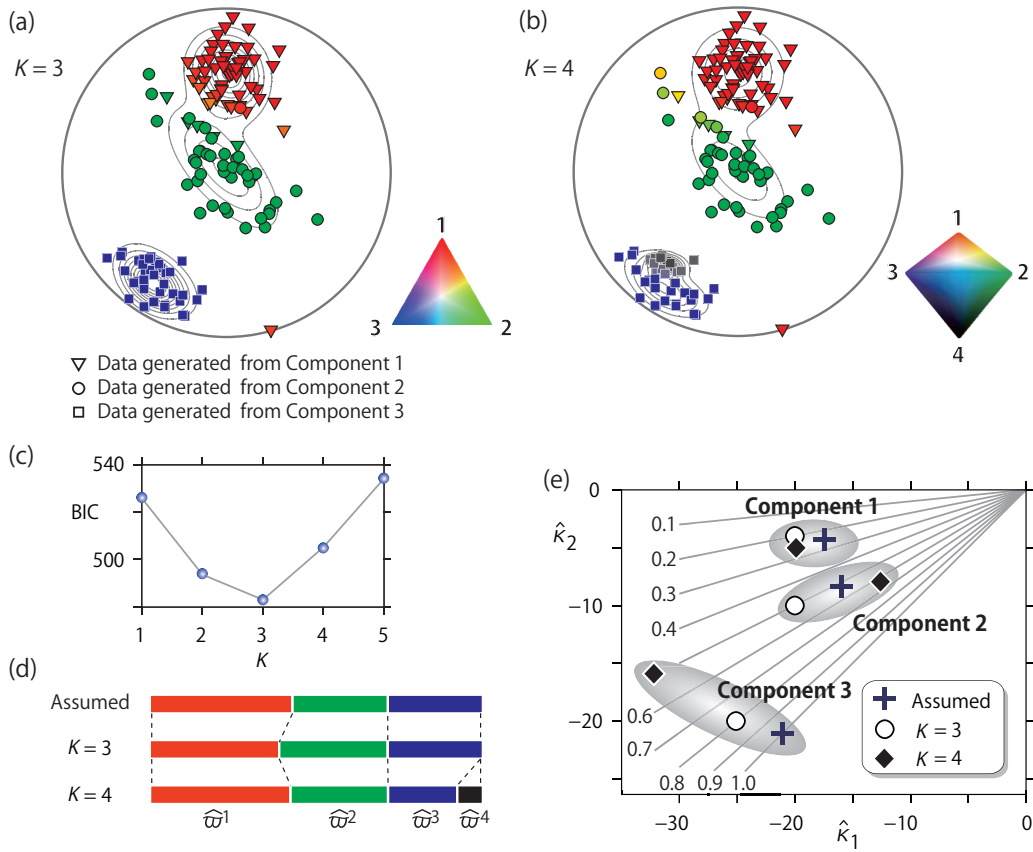 (a)
K = 3
1
3
2
(b)
K = 4
1
3
2
4
Data generated from Component 1
Data generated from Component 2
Data generated from Component 3
(c)
540
BIC
500
1 2 3 4 5
K
(d)
Assumed
K = 3
K = 4
ϖ̂¹ ϖ̂² ϖ̂³ ϖ̂⁴
(e)
0
κ̂₂
−10
−20
Component 1
Component 2
Component 3
0.1
0.2
0.3
0.4
0.6
0.7
0.8 0.9 1.0
Assumed
K = 3
K = 4
−30 −20 −10 0
κ̂₁